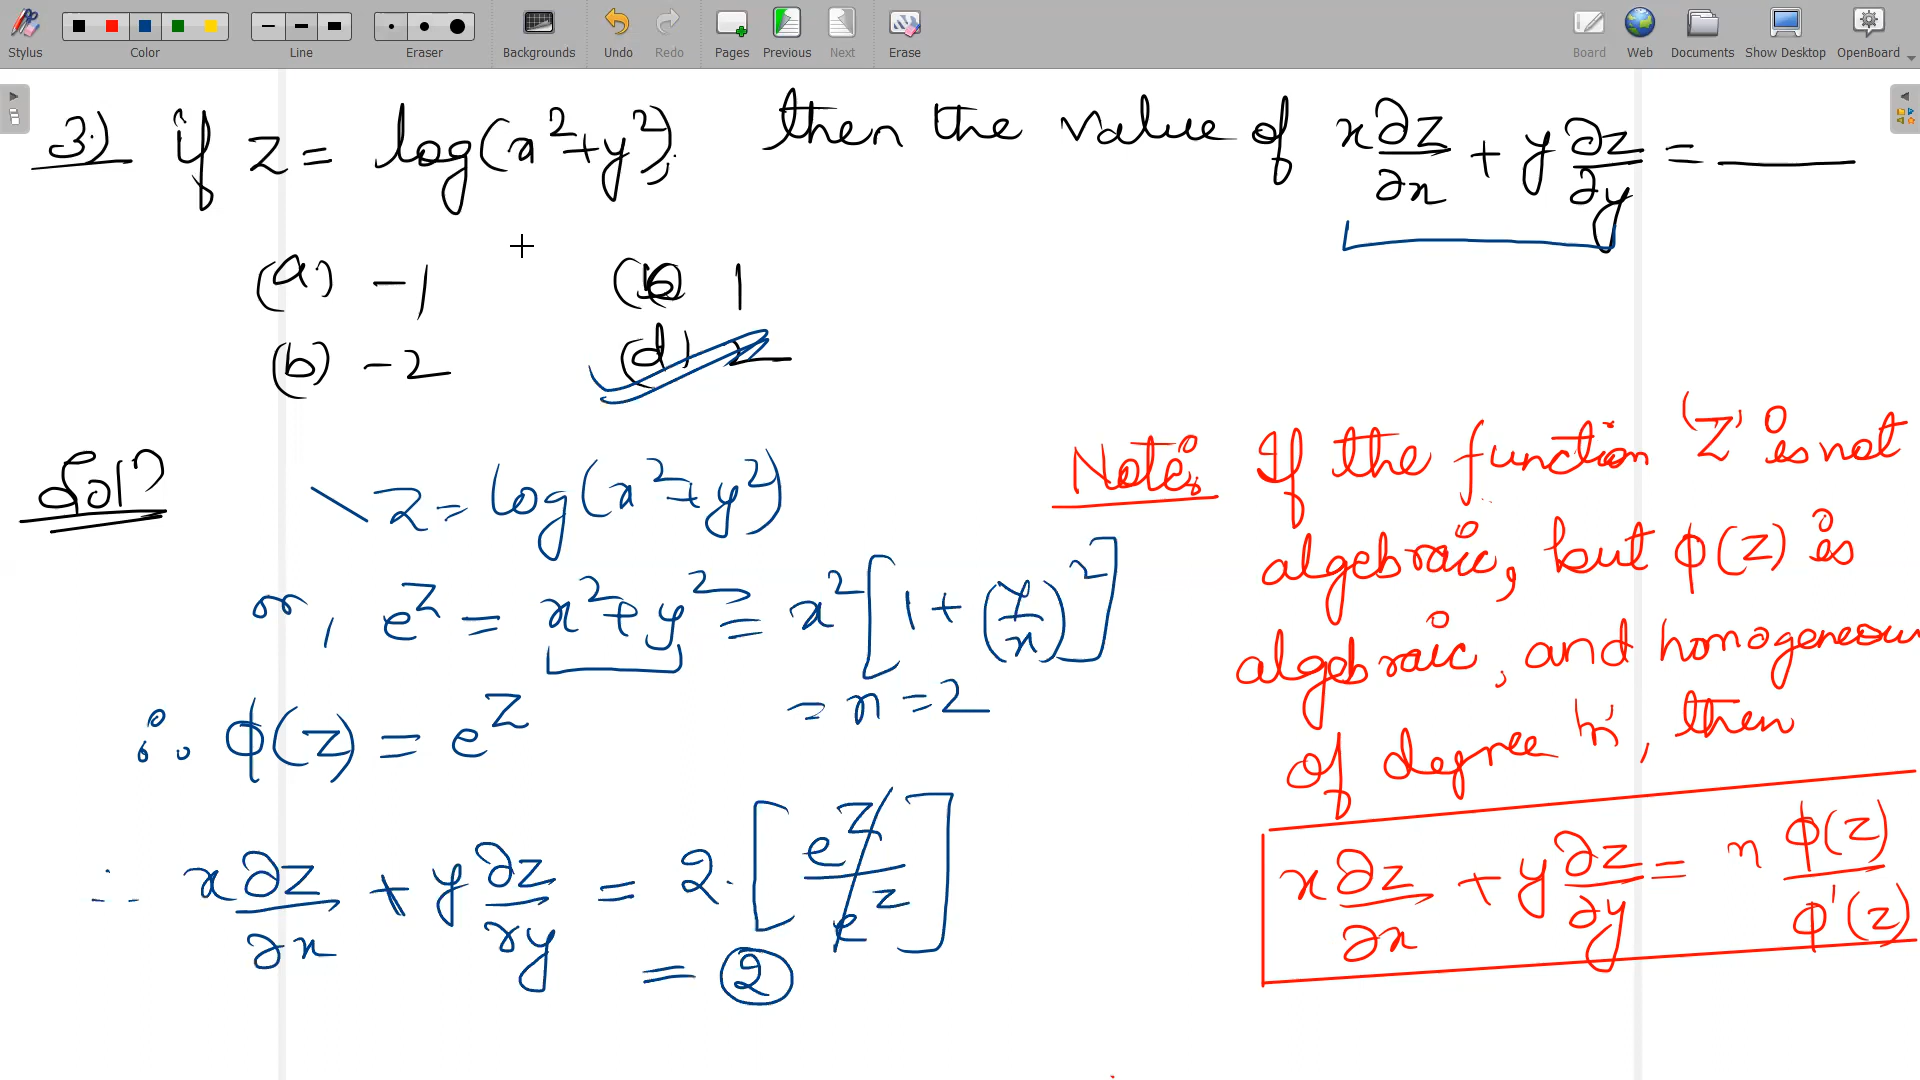 Stylus Color Line Eraser Backgrounds Undo Redo Pages Previous Next Erase Board Web Documents Show Desktop OpenBoard
3.) if z = log(x²+y²). then the value of x ∂z/∂x + y ∂z/∂y = ____
(a) -1 (c) 1
(b) -2 (d) 2
Solⁿ
z = log(x²+y²)
or, e^z = x²+y² = x²[1+(y/x)²]
= n = 2
∴ ϕ(z) = e^z
∴ x ∂z/∂x + y ∂z/∂y = 2·[e^z/e^z]
= 2
Note: If the function 'Z' is not
algebraic, but ϕ(z) is
algebraic, and homogeneous
of degree 'n', then
x ∂z/∂x + y ∂z/∂y = n ϕ(z)/ϕ'(z)